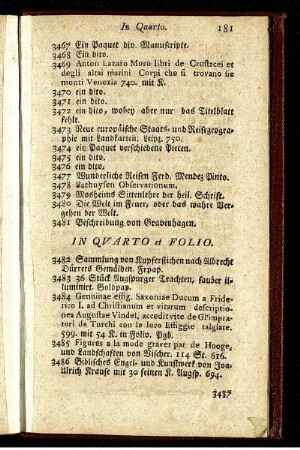 In Quarto. 181
3467 Ein Paquet div. Manuscripte.
3468 Ein dito.
3469 Anton Lazaro Moro libri de Crostacei et
degli altai marini Corpi che si trovano sie
monti Venezia 740. mit K.
3470 ein dito.
3471 ein dito.
3472 ein dito, wobey aber nur das Titelblatt
fehlt.
3473 Neue europäische Staats- und Reisegeogra-
phie mit Landkarten. Leipz. 750.
3474 ein Paquet verschiedene Piecen.
3475 ein dito.
3476 ein dito.
3477 Wunderliche Reisen Ferd. Mendez Pinto.
3478 Bachuysen Observationum.
3479 Mosheims Sittenlehre der heil. Schrift.
3480 Die Welt im Feuer, oder das wahre Ver-
gehen der Welt.
3481 Beschreibung von Gravenhagen.
IN QVARTO et FOLIO.
3482 Sammlung von Kupferstichen nach Albrecht
Dürrers Gemälden. Frzpap.
3483 36 Stück Augspurger Trachten, sauber il-
luminirt. Goldpap.
3484 Genuinae effig. Saxoniae Ducum a Fride-
rico I. ad Christianum et vitarum descriptio-
nes Augustae Vindel, accedit vite de Gl'impra-
tori de Turchi con le loro Effiggie talgiate.
599. mit 54 K. in Folio. Pgb.
3485 Figures a la mode graver par de Hooge,
und Landschaften von Vischer. 114 St. 616.
3486 Biblisches Engel- und Kunstwerk von Joa.
Ulrich Krause mit 30 feinen K. Augsp. 694.
3487